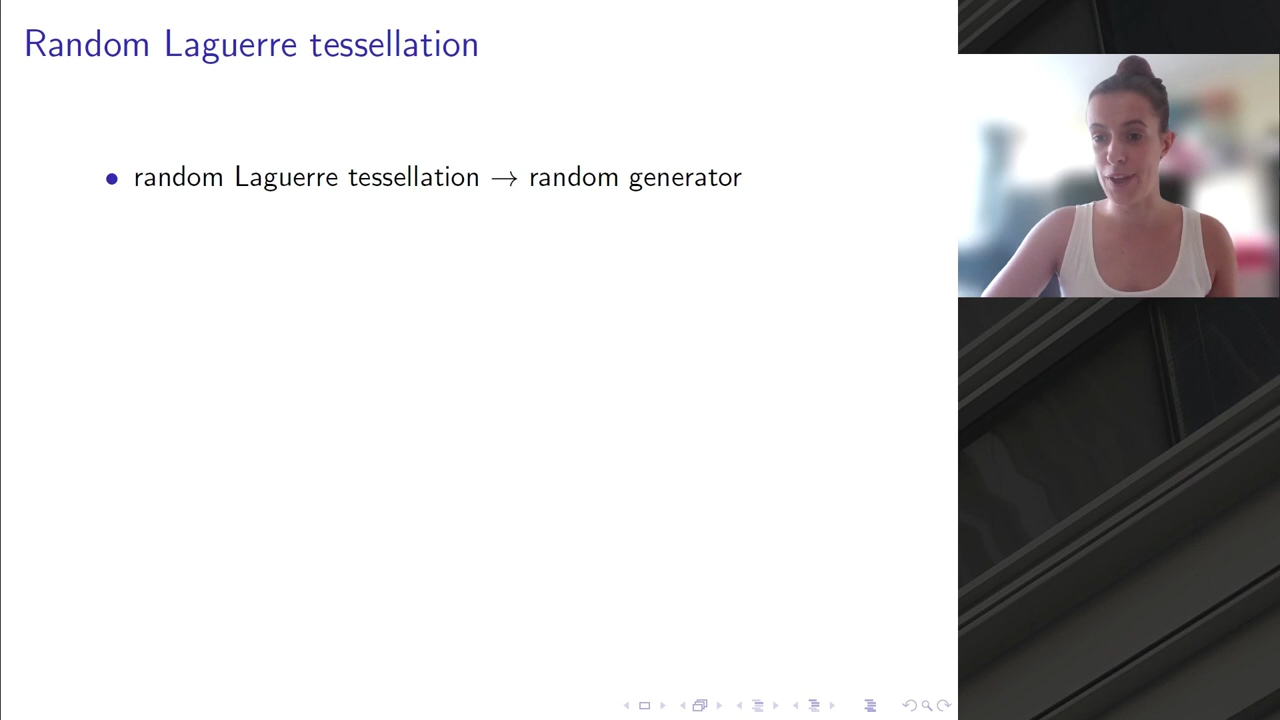 Random Laguerre tessellation
• random Laguerre tessellation → random generator